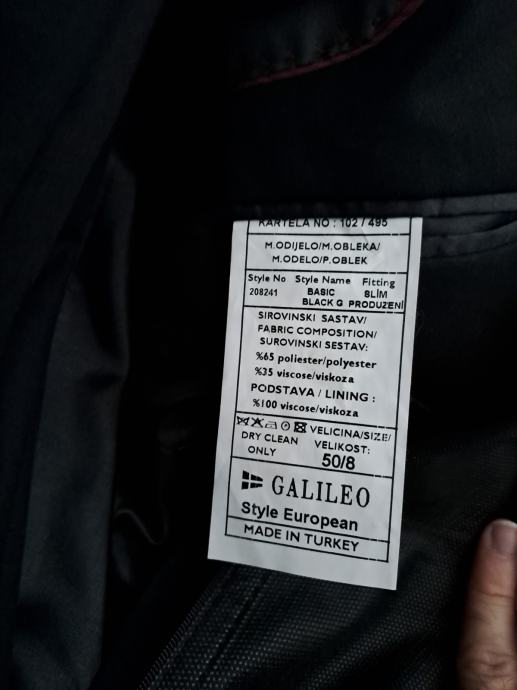 KARTELA NO : 102 / 495
M.ODIJELO/M.OBLEKA/
M.ODELO/P.OBLEK
Style No Style Name Fitting
208241 BASIC SLİM
BLACK G PRODUZENİ
SIROVINSKI SASTAV/
FABRIC COMPOSITION/
SUROVINSKI SESTAV:
%65 poliester/polyester
%35 viscose/viskoza
PODSTAVA / LINING :
%100 viscose/viskoza
VELICINA/SIZE/
DRY CLEAN VELIKOST:
ONLY 50/8
GALILEO
Style European
MADE IN TURKEY